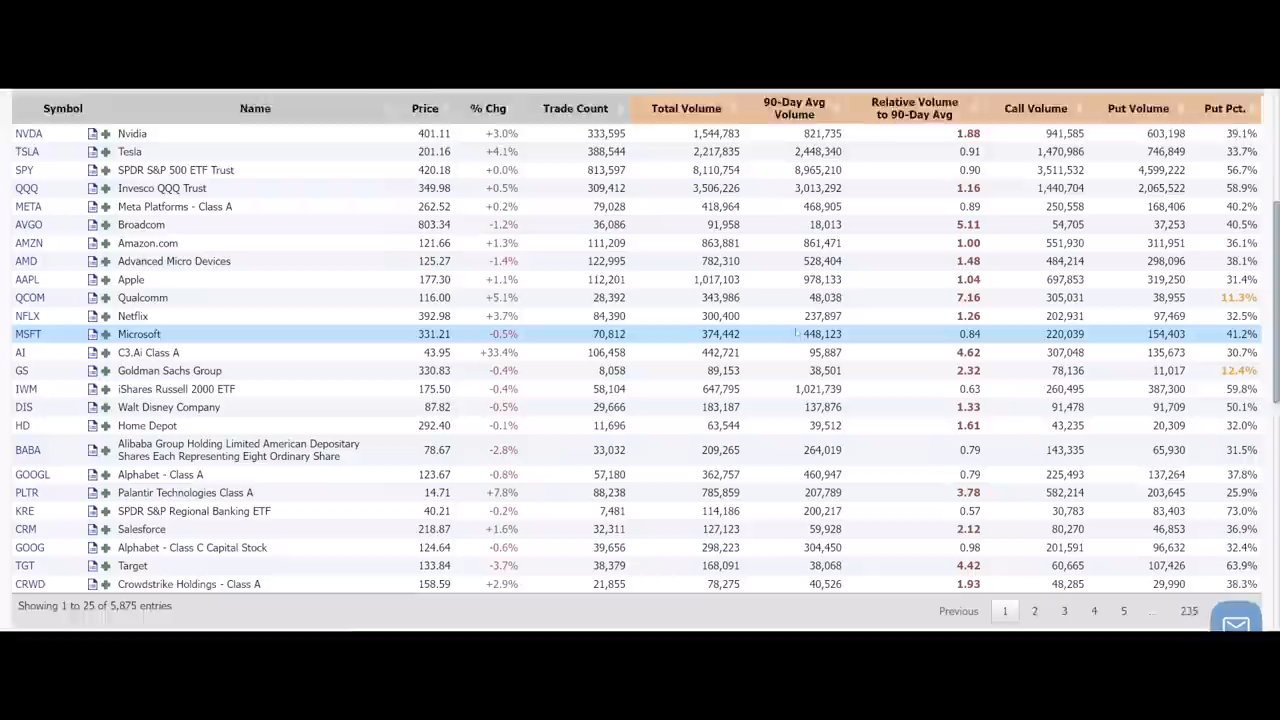 Symbol Name Price % Chg Trade Count Total Volume 90-Day Avg Volume Relative Volume to 90-Day Avg Call Volume Put Volume Put Pct.
NVDA Nvidia 401.11 +3.0% 333,595 1,544,783 821,735 1.88 941,585 603,198 39.1%
TSLA Tesla 201.16 +4.1% 388,544 2,217,835 2,448,340 0.91 1,470,986 746,849 33.7%
SPY SPDR S&P 500 ETF Trust 420.18 +0.0% 813,597 8,110,754 8,965,210 0.90 3,511,532 4,599,222 56.7%
QQQ Invesco QQQ Trust 349.98 +0.5% 309,412 3,506,226 3,013,292 1.16 1,440,704 2,065,522 58.9%
META Meta Platforms - Class A 262.52 +0.2% 79,028 418,964 468,905 0.89 250,558 168,406 40.2%
AVGO Broadcom 803.34 -1.2% 36,086 91,958 18,013 5.11 54,705 37,253 40.5%
AMZN Amazon.com 121.66 +1.3% 111,209 863,881 861,471 1.00 551,930 311,951 36.1%
AMD Advanced Micro Devices 125.27 -1.4% 122,995 782,310 528,404 1.48 484,214 298,096 38.1%
AAPL Apple 177.30 +1.1% 112,201 1,017,103 978,133 1.04 697,853 319,250 31.4%
QCOM Qualcomm 116.00 +5.1% 28,392 343,986 48,038 7.16 305,031 38,955 11.3%
NFLX Netflix 392.98 +3.7% 84,390 300,400 237,897 1.26 202,931 97,469 32.5%
MSFT Microsoft 331.21 -0.5% 70,812 374,442 448,123 0.84 220,039 154,403 41.2%
AI C3.Ai Class A 43.95 +33.4% 106,458 442,721 95,887 4.62 307,048 135,673 30.7%
GS Goldman Sachs Group 330.83 -0.4% 8,058 89,153 38,501 2.32 78,136 11,017 12.4%
IWM iShares Russell 2000 ETF 175.50 -0.4% 58,104 647,795 1,021,739 0.63 260,495 387,300 59.8%
DIS Walt Disney Company 87.82 -0.5% 29,666 183,187 137,876 1.33 91,478 91,709 50.1%
HD Home Depot 292.40 -0.1% 11,696 63,544 39,512 1.61 43,235 20,309 32.0%
BABA Alibaba Group Holding Limited American Depositary Shares Each Representing Eight Ordinary Share 78.67 -2.8% 33,032 209,265 264,019 0.79 143,335 65,930 31.5%
GOOGL Alphabet - Class A 123.67 -0.8% 57,180 362,757 460,947 0.79 225,493 137,264 37.8%
PLTR Palantir Technologies Class A 14.71 +7.8% 88,238 785,859 207,789 3.78 582,214 203,645 25.9%
KRE SPDR S&P Regional Banking ETF 40.21 -0.2% 7,481 114,186 200,217 0.57 30,783 83,403 73.0%
CRM Salesforce 218.87 +1.6% 32,311 127,123 59,928 2.12 80,270 46,853 36.9%
GOOG Alphabet - Class C Capital Stock 124.64 -0.6% 39,656 298,223 304,450 0.98 201,591 96,632 32.4%
TGT Target 133.84 -3.7% 38,379 168,091 38,068 4.42 60,665 107,426 63.9%
CRWD Crowdstrike Holdings - Class A 158.59 +2.9% 21,855 78,275 40,526 1.93 48,285 29,990 38.3%
Showing 1 to 25 of 5,875 entries
Previous 1 2 3 4 5 ... 235